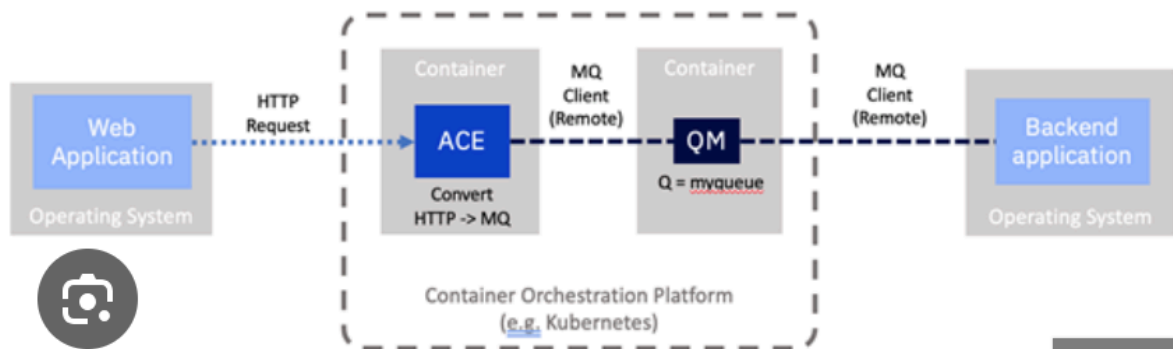 Web
Application
Operating System
HTTP
Request
Container
ACE
Convert
HTTP -> MQ
MQ
Client
(Remote)
Container
QM
Q = myqueue
MQ
Client
(Remote)
Backend
application
Operating System
Container Orchestration Platform
(e.g. Kubernetes)